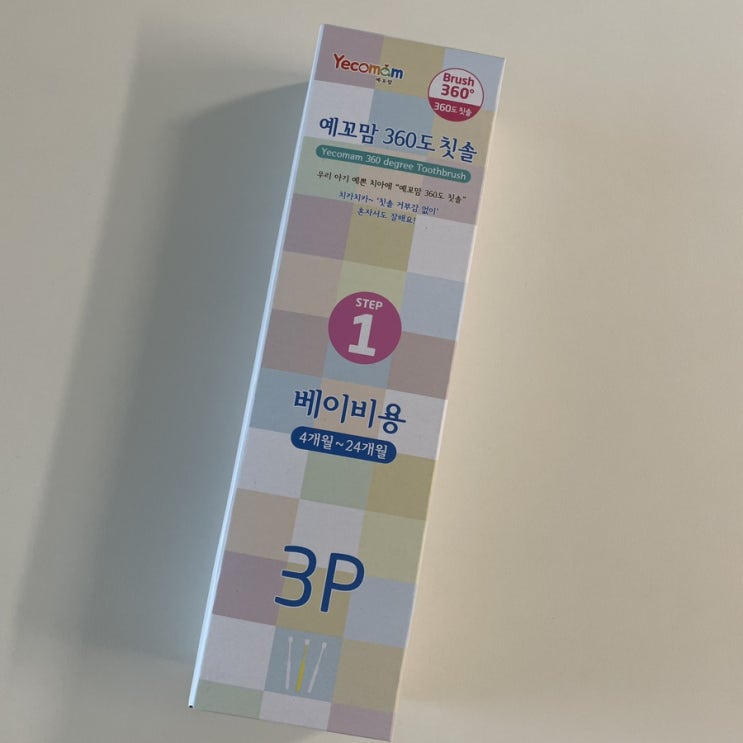 Yecomam
예꼬맘
Brush
360°
360도 칫솔
예꼬맘 360도 칫솔
Yecomam 360 degree Toothbrush
우리 아기 예쁜 치아에 "예꼬맘 360도 칫솔"
치카치카~ '칫솔 거부감 없이'
혼자서도 잘해요!
STEP
1
베이비용
4개월~24개월
3P